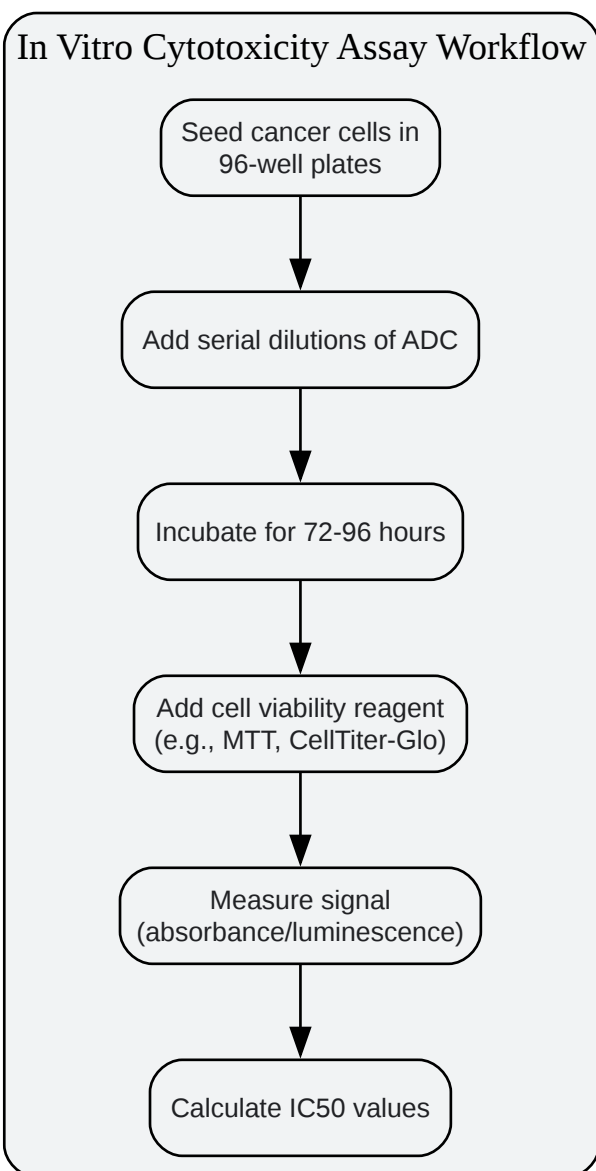 In Vitro Cytotoxicity Assay Workflow
Seed cancer cells in
96-well plates
Add serial dilutions of ADC
Incubate for 72-96 hours
Add cell viability reagent
(e.g., MTT, CellTiter-Glo)
Measure signal
(absorbance/luminescence)
Calculate IC50 values